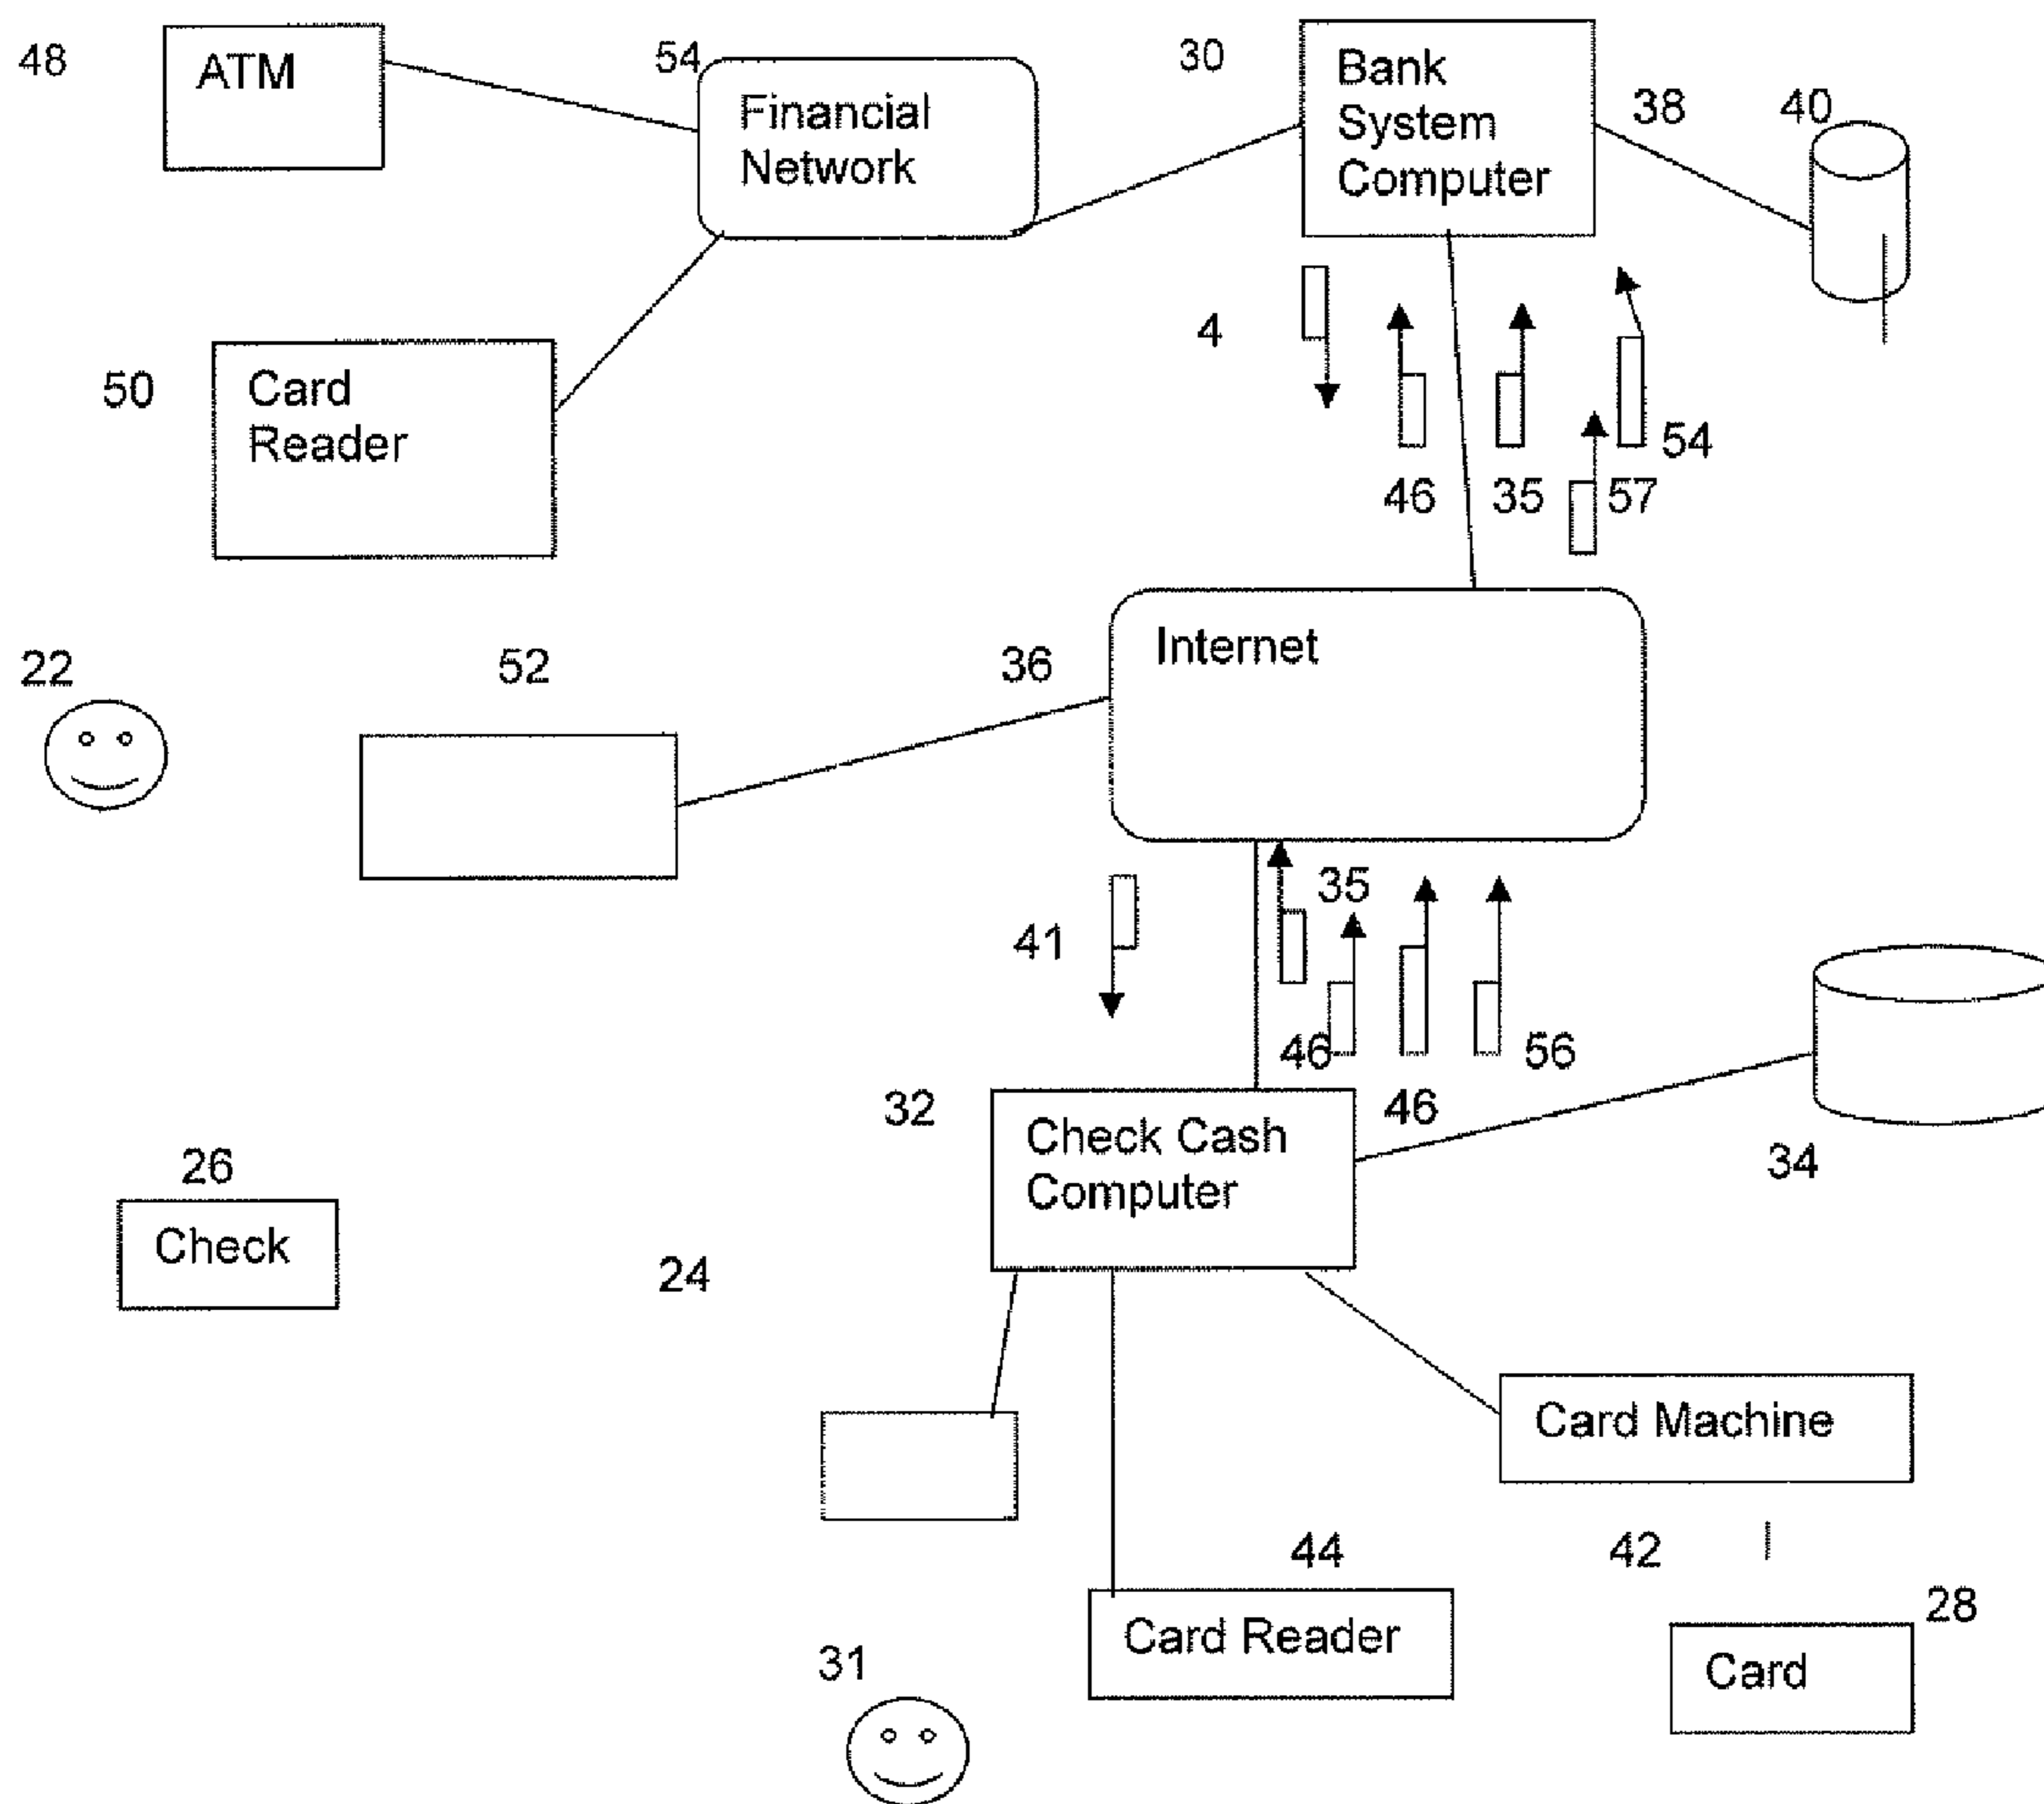 48
ATM
54
Financial
Network
30
Bank
System
Computer
38
40
50
Card
Reader
4
46
35
57
54
22
52
36
Internet
41
35
46
46
56
32
Check Cash
Computer
34
26
Check
24
Card Machine
44
42
28
Card Reader
Card
31